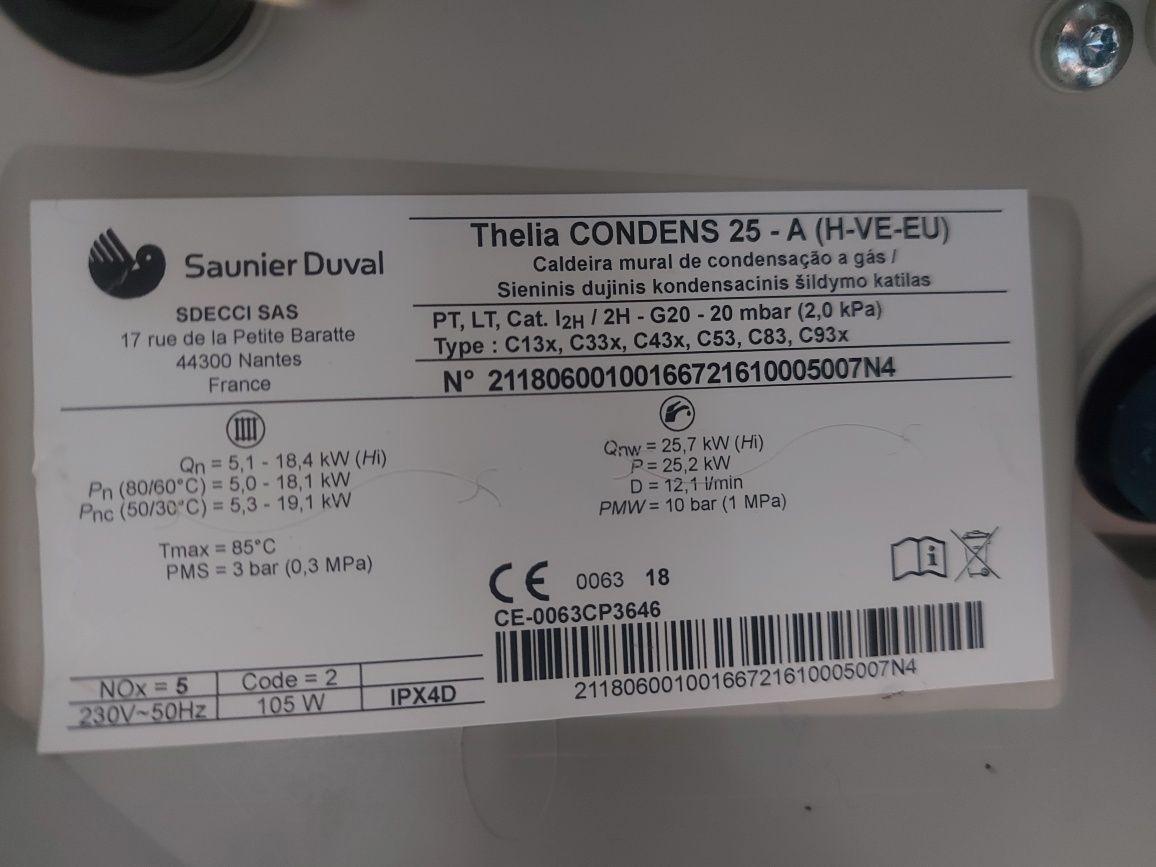 Saunier Duval
SDECCI SAS
17 rue de la Petite Baratte
44300 Nantes
France
Thelia CONDENS 25 - A (H-VE-EU)
Caldeira mural de condensação a gás /
Sieninis dujinis kondensacinis šildymo katilas
PT, LT, Cat. I2H / 2H - G20 - 20 mbar (2,0 kPa)
Type : C13x, C33x, C43x, C53, C83, C93x
N° 21180600100166721610005007N4
Qn = 5,1 - 18,4 kW (Hi)
Pn (80/60°C) = 5,0 - 18,1 kW
Pnc (50/30°C) = 5,3 - 19,1 kW
Tmax = 85°C
PMS = 3 bar (0,3 MPa)
Qnw = 25,7 kW (Hi)
P = 25,2 kW
D = 12,1 l/min
PMW = 10 bar (1 MPa)
CE 0063 18
CE-0063CP3646
21180600100166721610005007N4
NOx = 5 Code = 2
230V~50Hz 105 W IPX4D